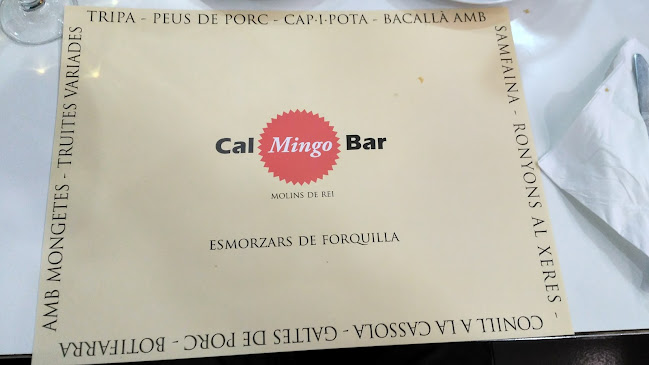 TRIPA - PEUS DE PORC - CAP-I-POTA - BACALLÀ AMB
SAMFAINA - RONYONS AL XERES -
CONILL A LA CASSOLA - GALTES DE PORC - BOTIFARRA
AMB MONGETES - TRUITES VARIADES
Cal Mingo Bar
MOLINS DE REI
ESMORZARS DE FORQUILLA